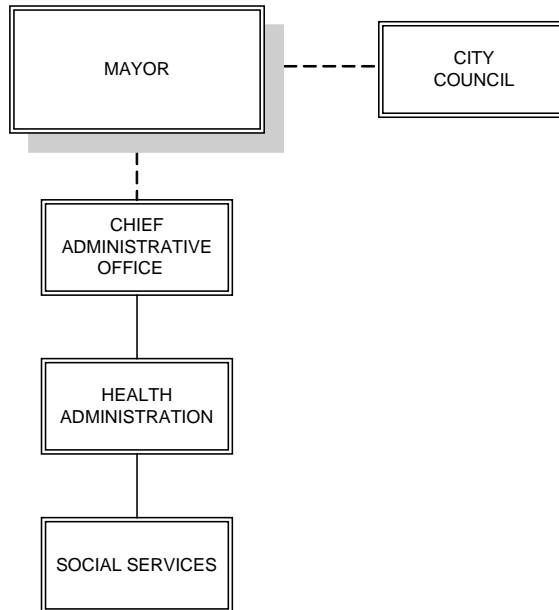 MAYOR
CITY
COUNCIL
CHIEF
ADMINISTRATIVE
OFFICE
HEALTH
ADMINISTRATION
SOCIAL SERVICES